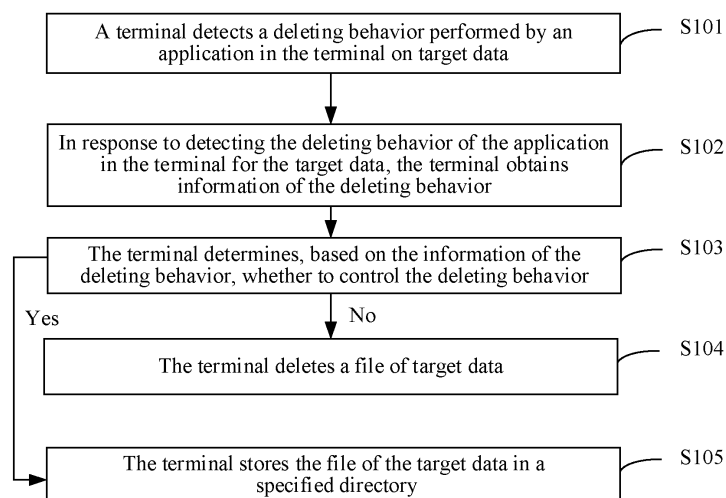 A terminal detects a deleting behavior performed by an
application in the terminal on target data
S101
In response to detecting the deleting behavior of the application
in the terminal for the target data, the terminal obtains
information of the deleting behavior
S102
The terminal determines, based on the information of the
deleting behavior, whether to control the deleting behavior
S103
Yes
No
The terminal deletes a file of target data
S104
The terminal stores the file of the target data in a
specified directory
S105